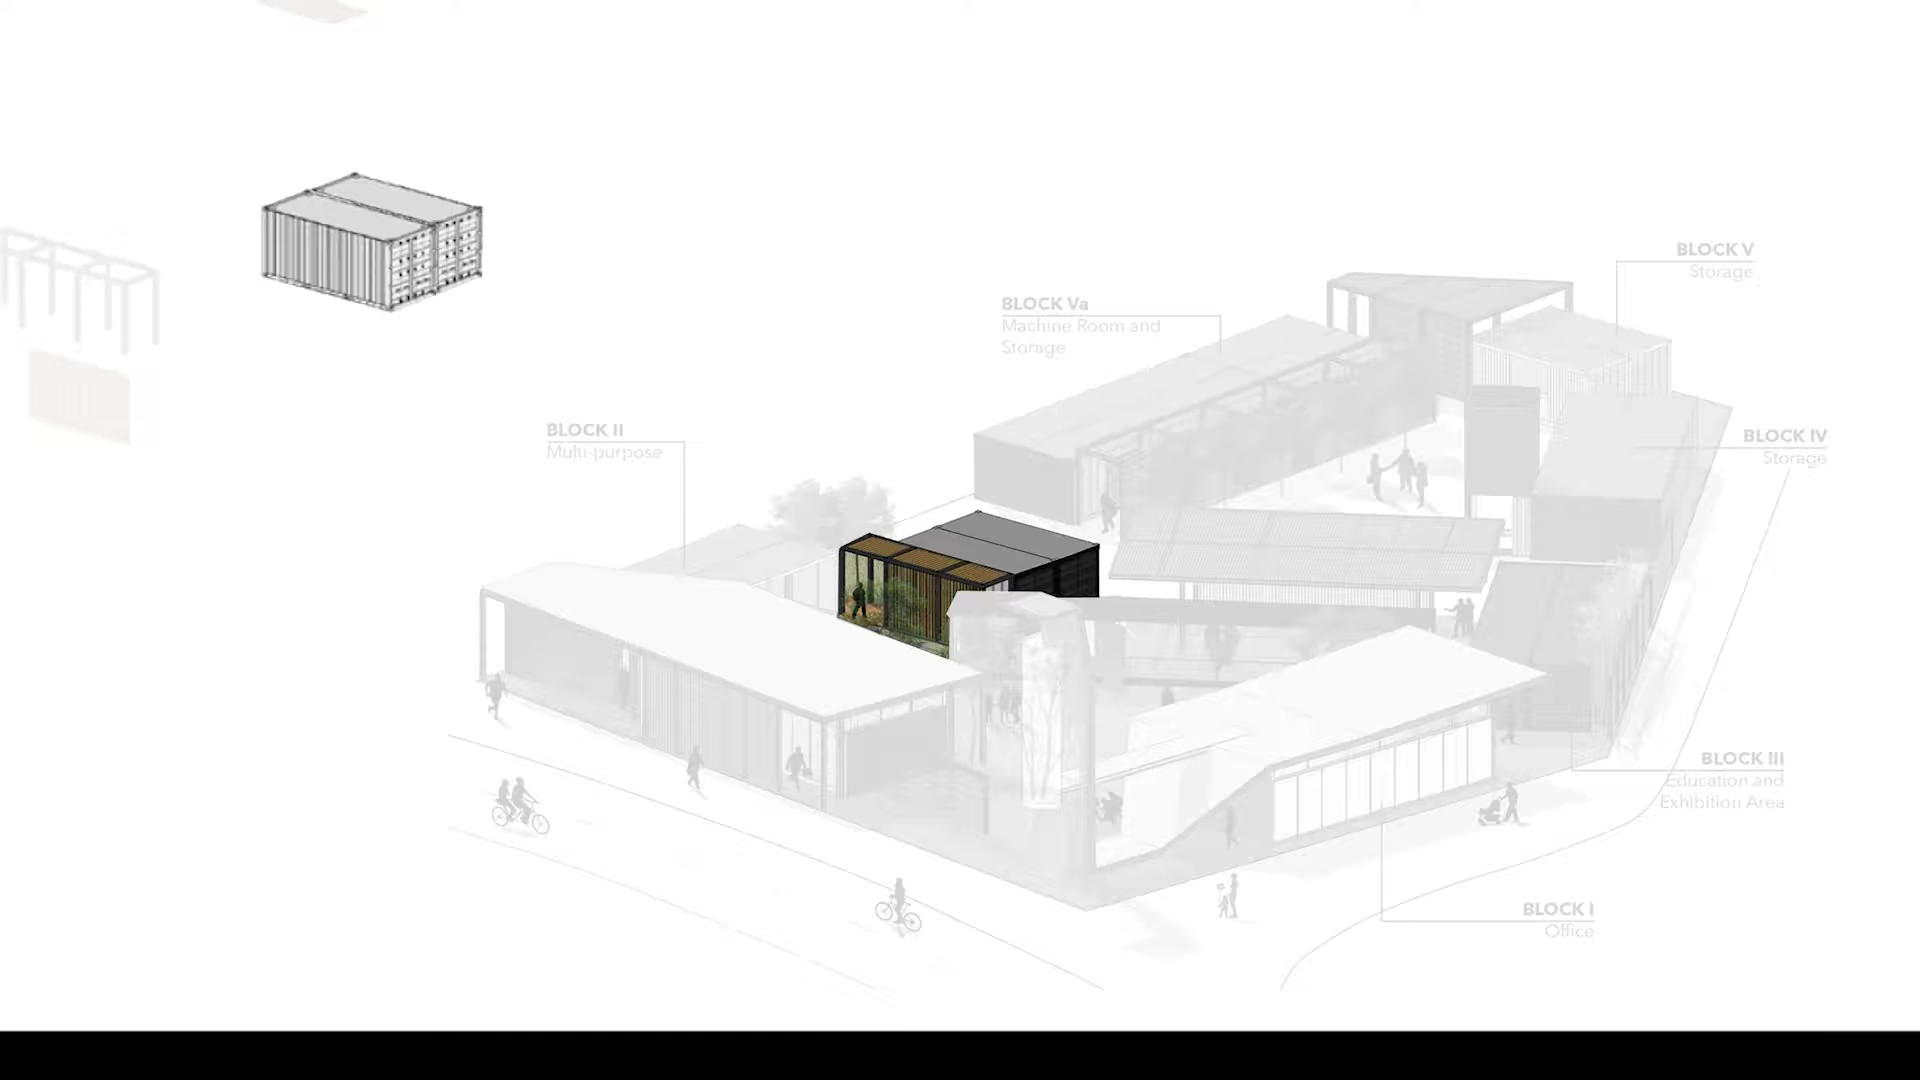 BLOCK V
Storage
BLOCK Va
Machine Room and
Storage
BLOCK II
Multi-purpose
BLOCK IV
Storage
BLOCK III
Education and
Exhibition Area
BLOCK I
Office